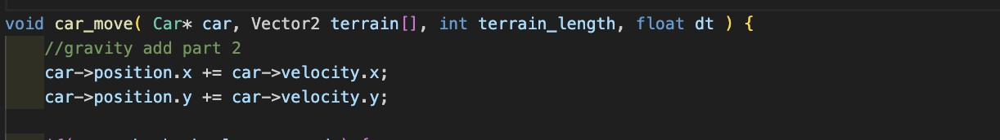 void car_move( Car* car, Vector2 terrain[], int terrain_length, float dt ) {
//gravity add part 2
car->position.x += car->velocity.x;
car->position.y += car->velocity.y;